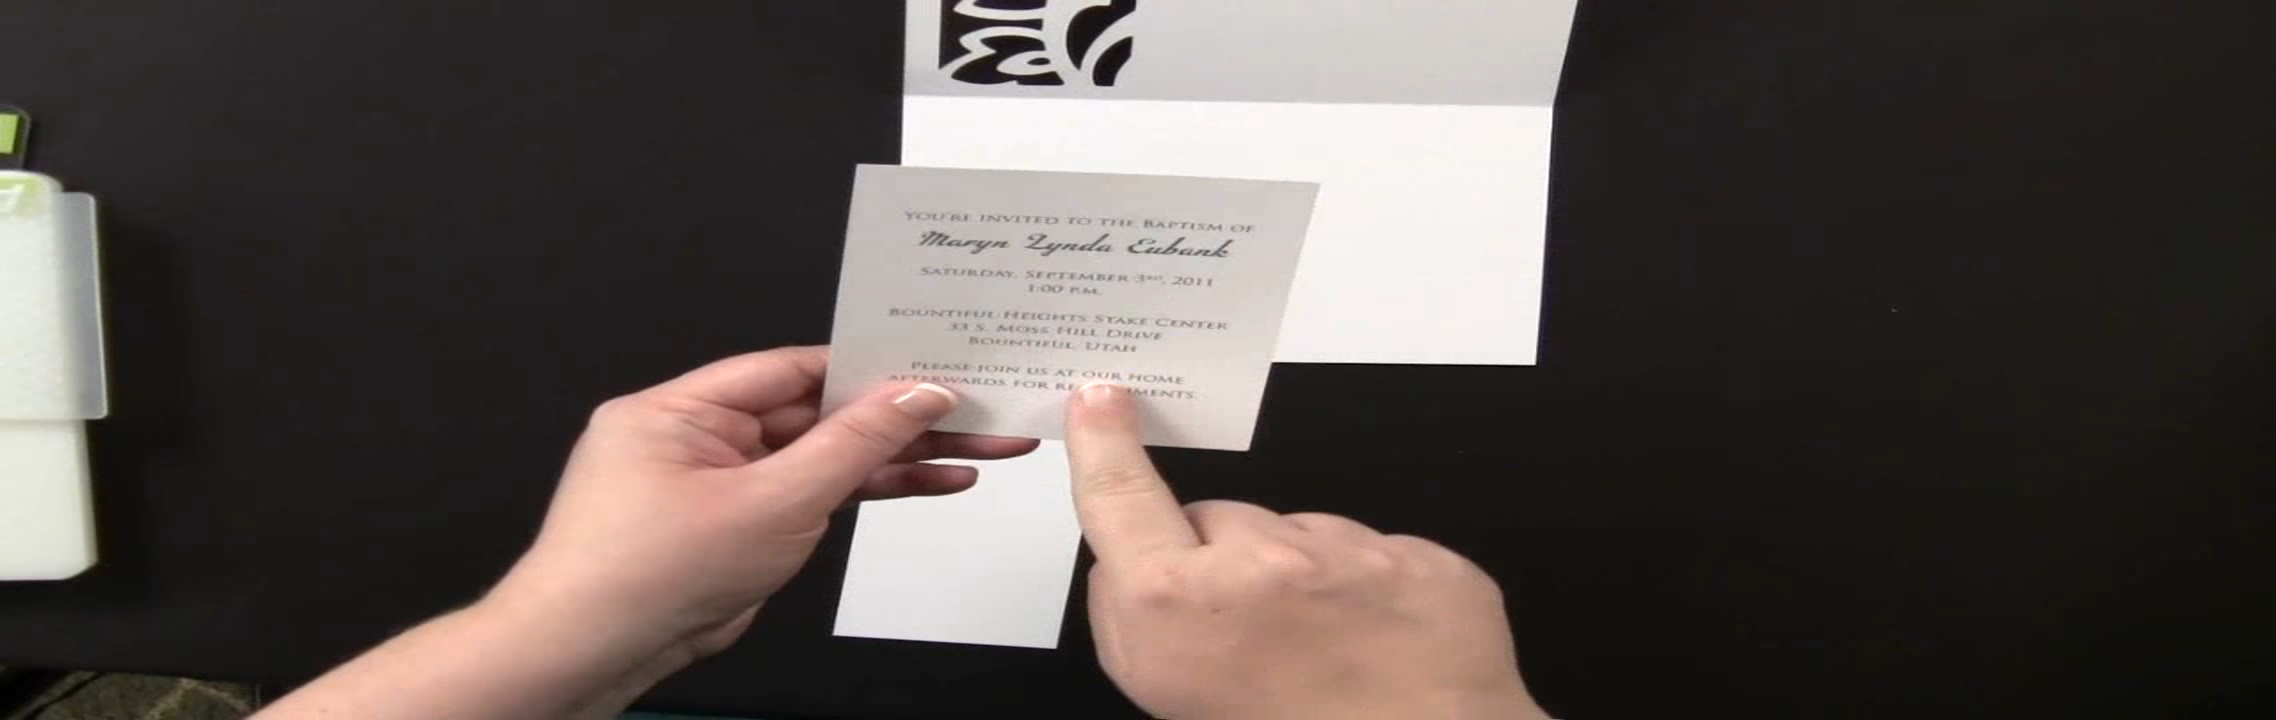 You're invited to the Baptism of
Maryn Lynda Eubank
Saturday, September 3rd, 2011
1:00 p.m.
Bountiful Heights Stake Center
33 S. Moss Hill Drive
Bountiful, Utah
Please join us at our home
afterwards for